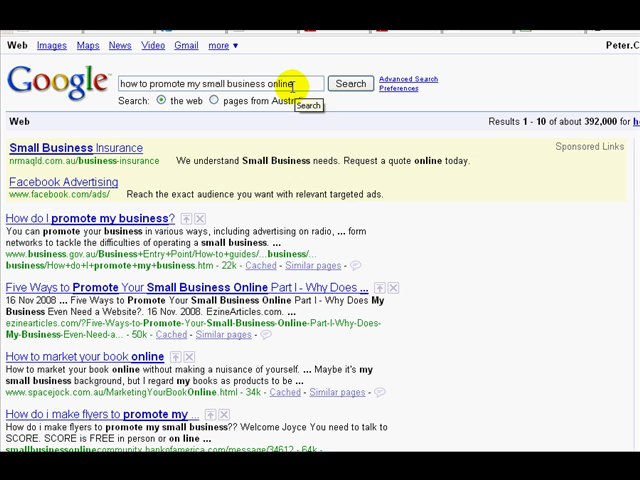 Web Images Maps News Video Gmail more ▼ Peter.C
Google how to promote my small business online Search Advanced Search
Preferences
Search: the web pages from Search
Web Results 1 - 10 of about 392,000 for
Small Business Insurance Sponsored Links
nrmaqld.com.au/business-insurance We understand Small Business needs. Request a quote online today.
Facebook Advertising
www.facebook.com/ads/ Reach the exact audience you want with relevant targeted ads.
How do I promote my business?
You can promote your business in various ways, including advertising on radio, ... form
networks to tackle the difficulties of operating a small business. ...
www.business.gov.au/Business+Entry+Point/How-to+guides/...business/...
business/How+do+I+promote+my+business.htm - 22k - Cached - Similar pages -
Five Ways to Promote Your Small Business Online Part I - Why Does ...
16 Nov 2008 ... Five Ways to Promote Your Small Business Online Part I - Why Does My
Business Even Need a Website?. 16 Nov 2008. EzineArticles.com. ...
ezinearticles.com/?Five-Ways-to-Promote-Your-Small-Business-Online-Part-I-Why-Does-
My-Business-Even-Need-a... - 50k - Cached - Similar pages -
How to market your book online
How to market your book online without making a nuisance of yourself. ... Maybe it's my
small business background, but I regard my books as products to be ...
www.spacejock.com.au/MarketingYourBookOnline.html - 34k - Cached - Similar pages -
How do i make flyers to promote my ...
How do i make flyers to promote my small business?? Welcome Joyce You need to talk to
SCORE. SCORE is FREE in person or on line ...
smallbusinessonlinecommunity.bankofamerica.com/message/34612 - 64k -